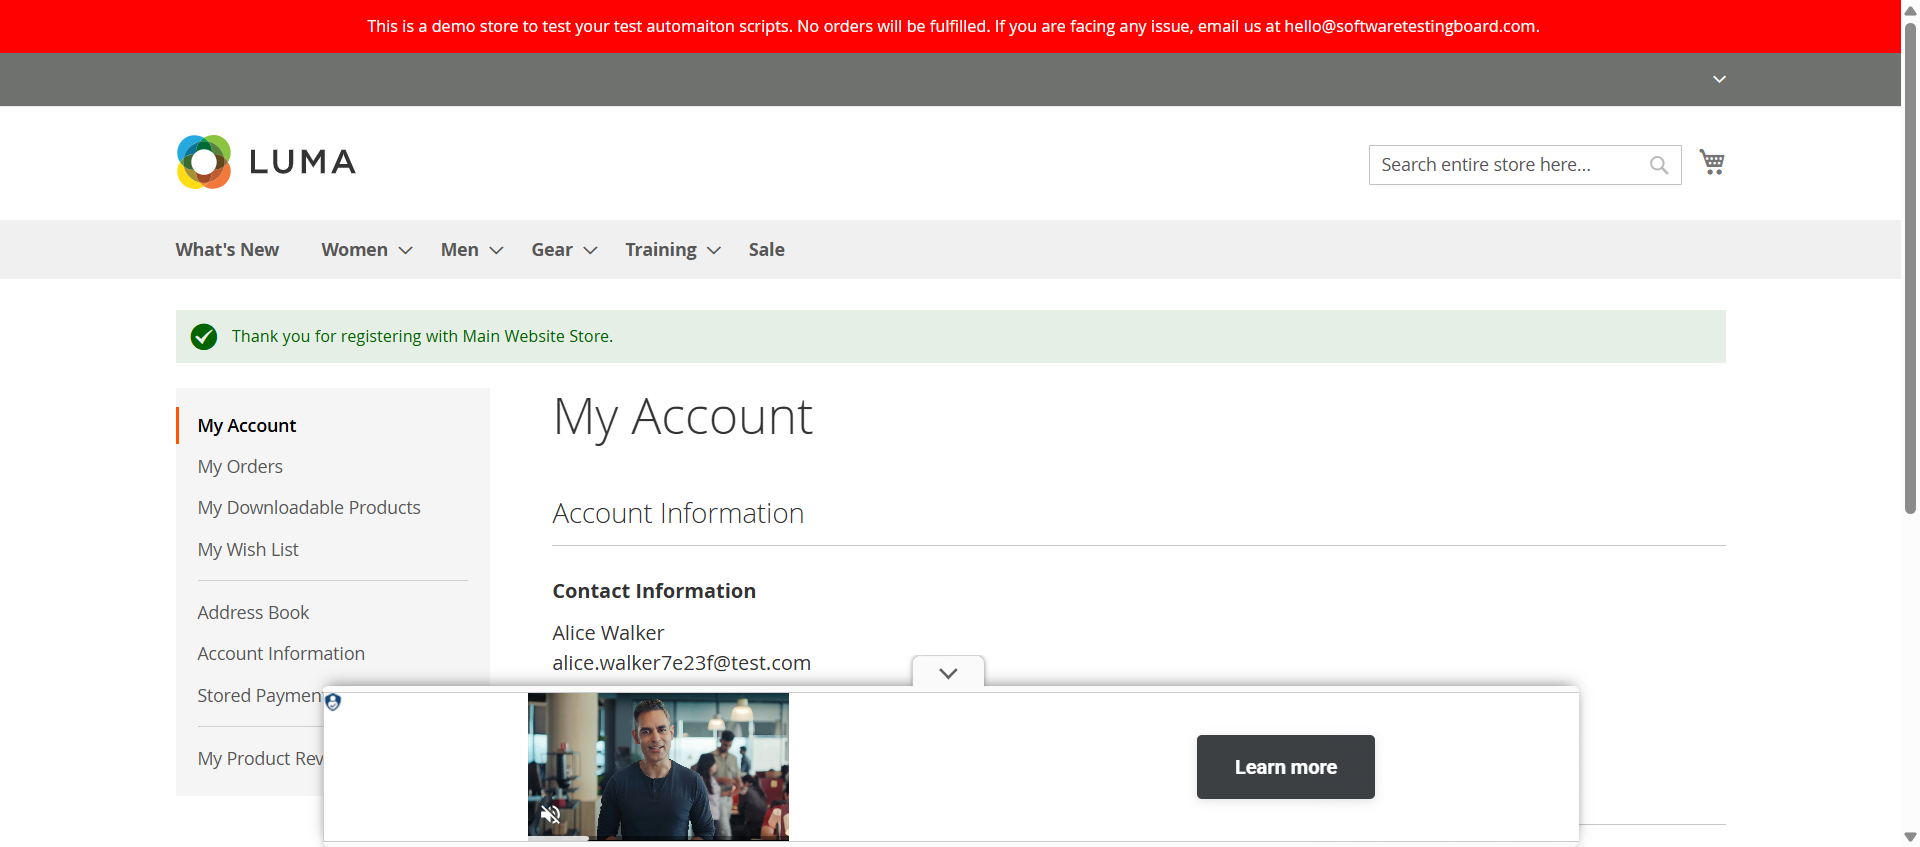 This is a demo store to test your test automaiton scripts. No orders will be fulfilled. If you are facing any issue, email us at hello@softwaretestingboard.com.
LUMA
Search entire store here...
What's New Women Men Gear Training Sale
Thank you for registering with Main Website Store.
My Account
My Orders
My Downloadable Products
My Wish List
Address Book
Account Information
Stored Paymen
My Product Rev
My Account
Account Information
Contact Information
Alice Walker
alice.walker7e23f@test.com
Learn more